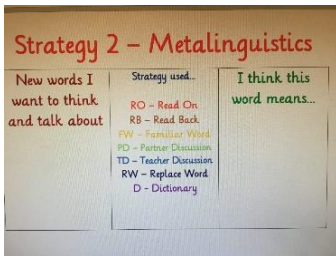 Strategy 2 – Metalinguistics
New words I
want to think
and talk about
Strategy used...
RO – Read On
RB – Read Back
FW – Familiar Word
PD – Partner Discussion
TD – Teacher Discussion
RW – Replace Word
D – Dictionary
I think this
word means...